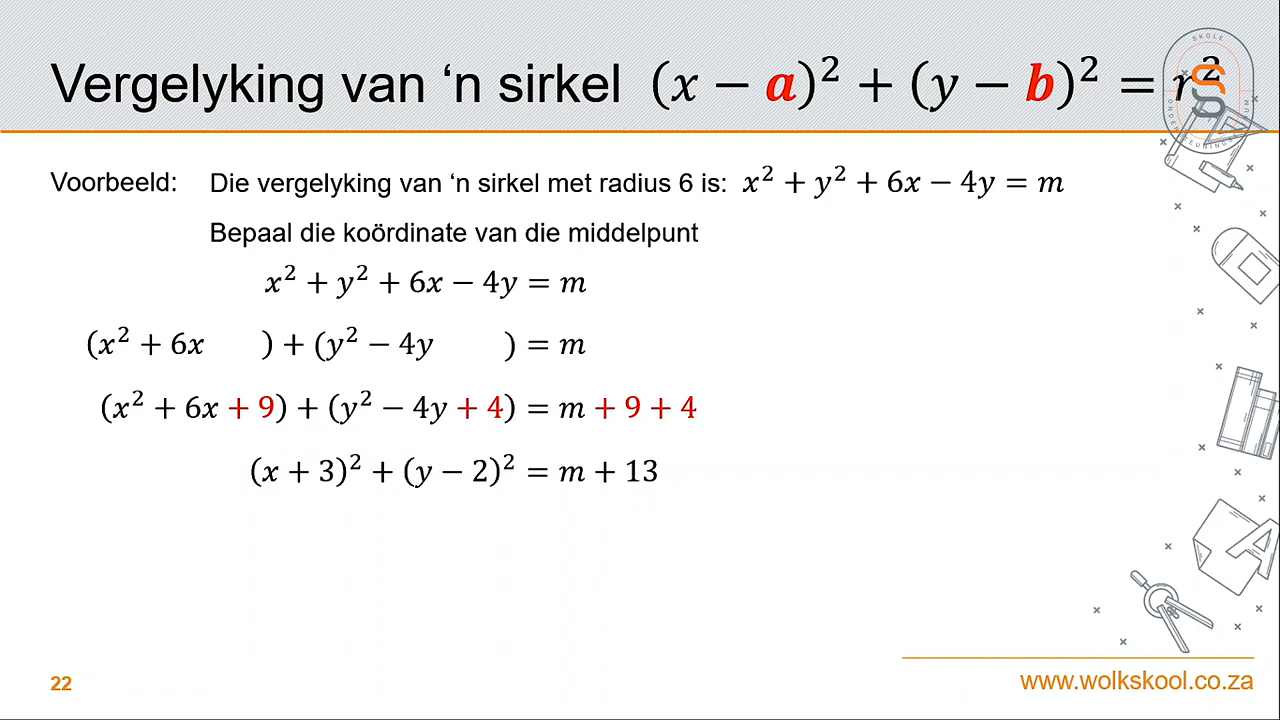 Vergelyking van ‘n sirkel (x − a)² + (y − b)² = r²
SKOLE
Voorbeeld: Die vergelyking van ‘n sirkel met radius 6 is: x² + y² + 6x − 4y = m
Bepaal die koördinate van die middelpunt
x² + y² + 6x − 4y = m
(x² + 6x ) + (y² − 4y ) = m
(x² + 6x + 9) + (y² − 4y + 4) = m + 9 + 4
(x + 3)² + (y − 2)² = m + 13
22
www.wolkskool.co.za